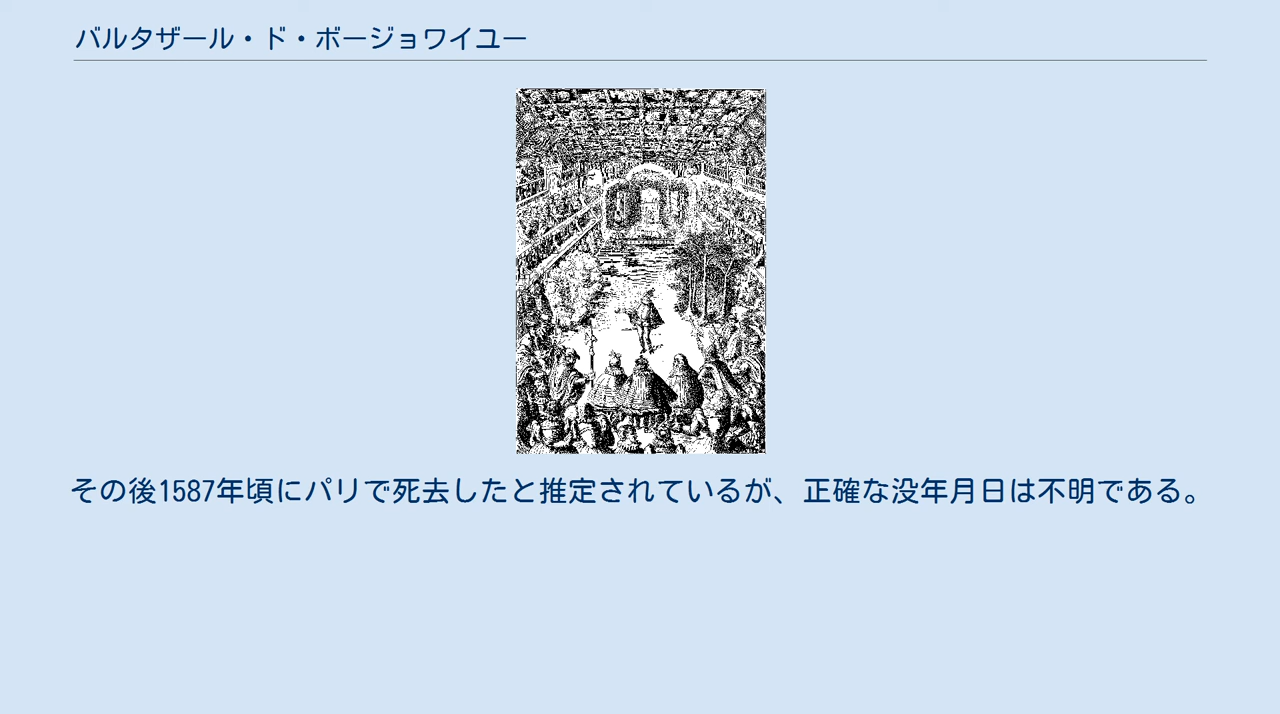 バルタザール・ド・ボージョワイユー
その後1587年頃にパリで死去したと推定されているが、正確な没年月日は不明である。